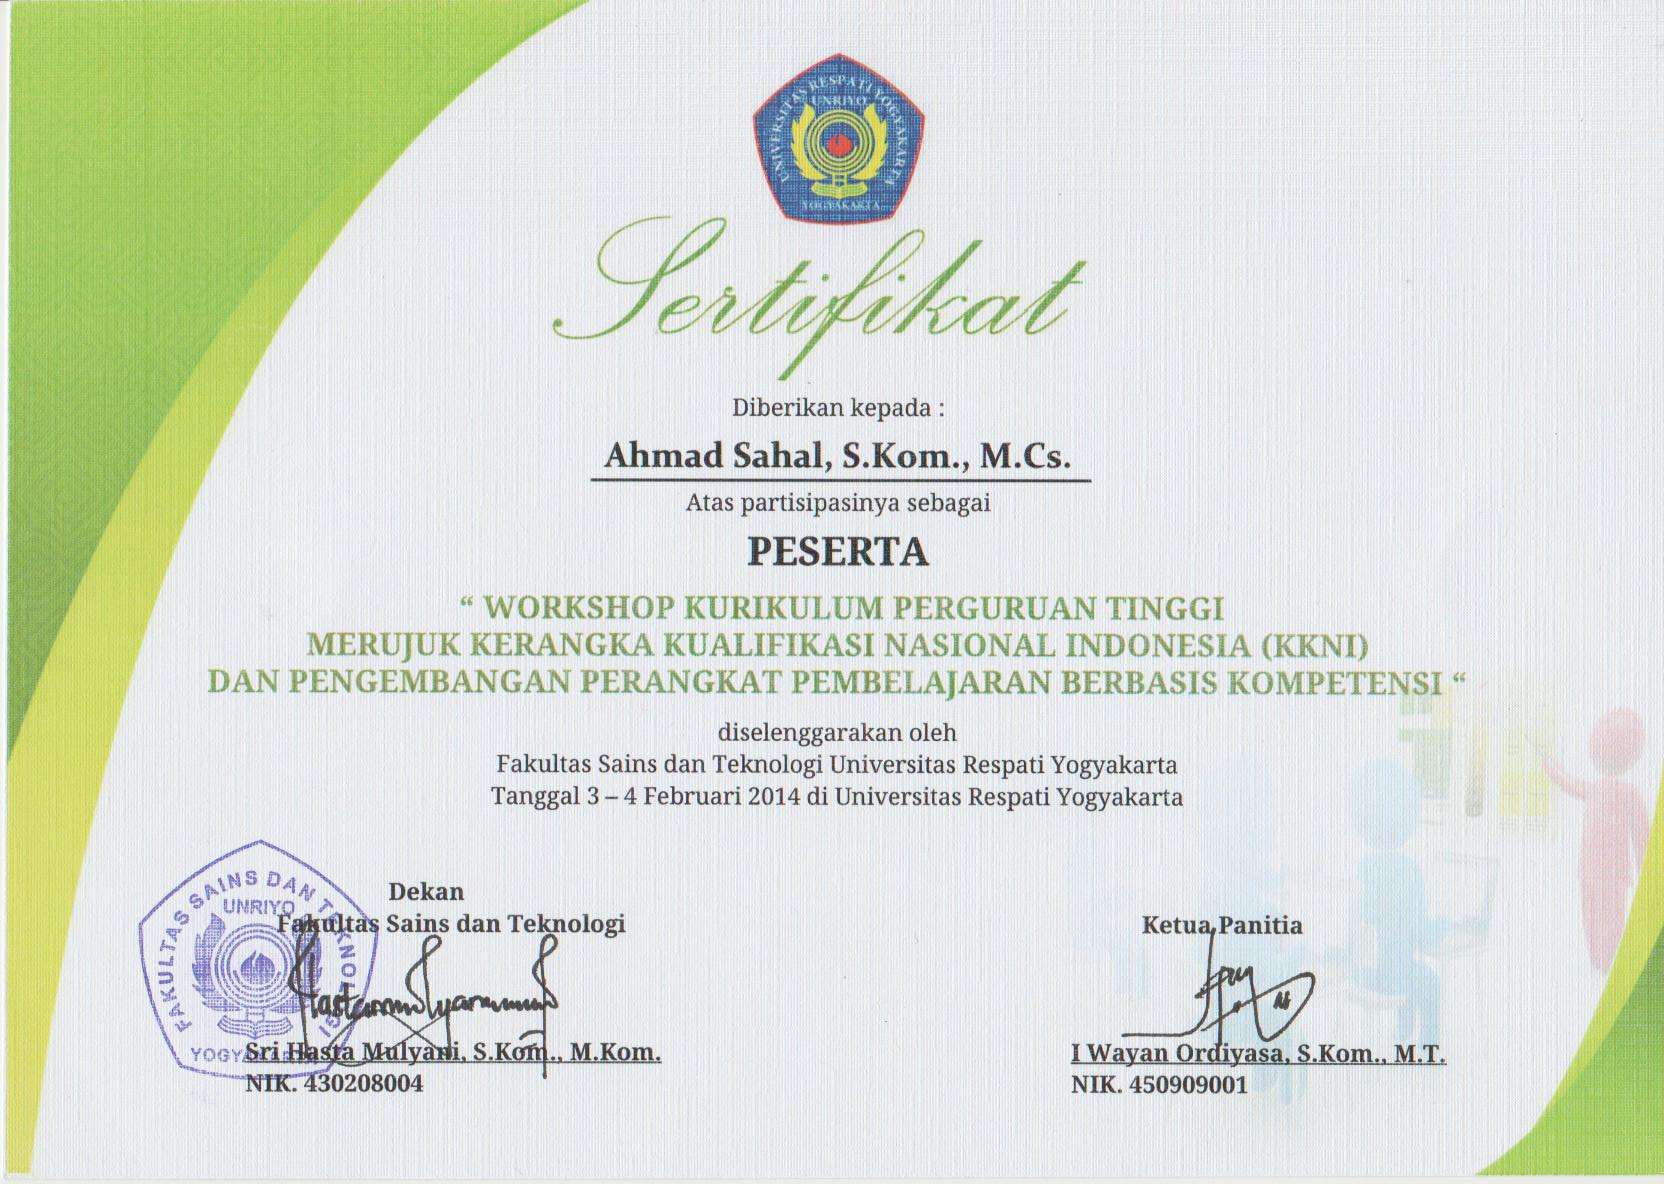 UNIVERSITAS RESPATI YOGYAKARTA
UNRIYO
YOGYAKARTA
Sertifikat
Diberikan kepada :
Ahmad Sahal, S.Kom., M.Cs.
Atas partisipasinya sebagai
PESERTA
“ WORKSHOP KURIKULUM PERGURUAN TINGGI
MERUJUK KERANGKA KUALIFIKASI NASIONAL INDONESIA (KKNI)
DAN PENGEMBANGAN PERANGKAT PEMBELAJARAN BERBASIS KOMPETENSI “
diselenggarakan oleh
Fakultas Sains dan Teknologi Universitas Respati Yogyakarta
Tanggal 3 – 4 Februari 2014 di Universitas Respati Yogyakarta
Dekan
Fakultas Sains dan Teknologi
FAKULTAS SAINS DAN TEKNOLOGI
UNRIYO
Sri Hasta Mulyani, S.Kom., M.Kom.
NIK. 430208004
Ketua Panitia
I Wayan Ordiyasa, S.Kom., M.T.
NIK. 450909001